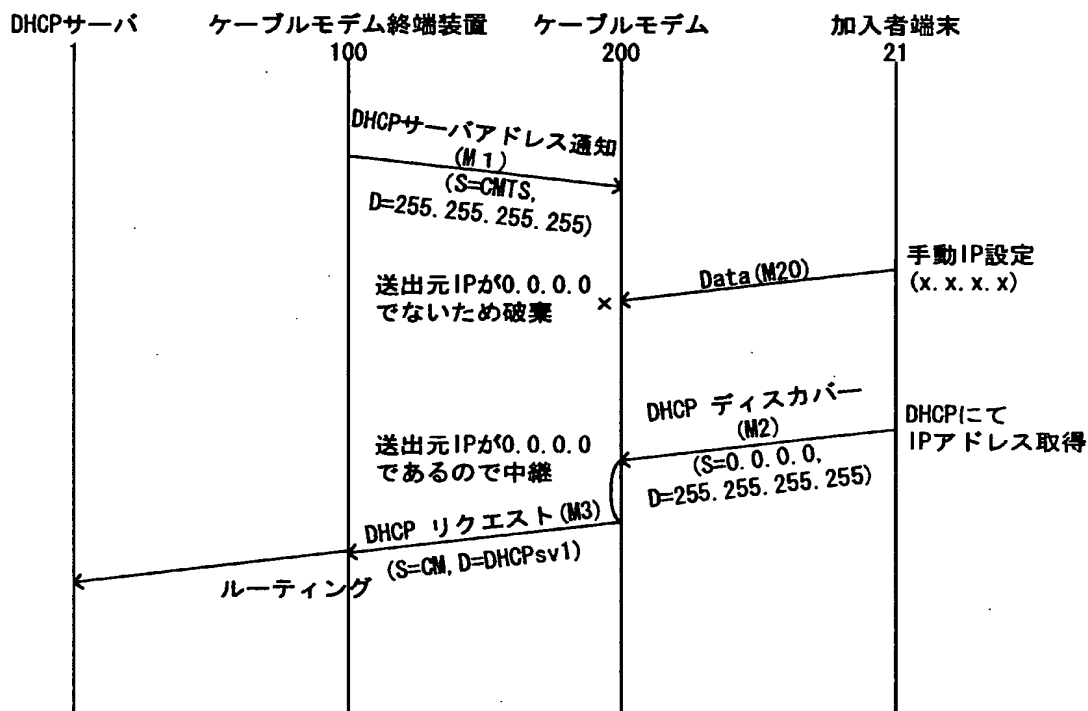 DHCPサーバ ケーブルモデム終端装置 ケーブルモデム 加入者端末
1 100 200 21
DHCPサーバアドレス通知
(M1)
(S=CMTS,
D=255.255.255.255)
手動IP設定
(x.x.x.x)
Data(M20)
送出元IPが0.0.0.0
でないため破棄
×
DHCP ディスカバー
(M2)
(S=0.0.0.0,
D=255.255.255.255)
DHCPにて
IPアドレス取得
送出元IPが0.0.0.0
であるので中継
DHCP リクエスト(M3)
(S=CM,D=DHCPsv1)
ルーティング